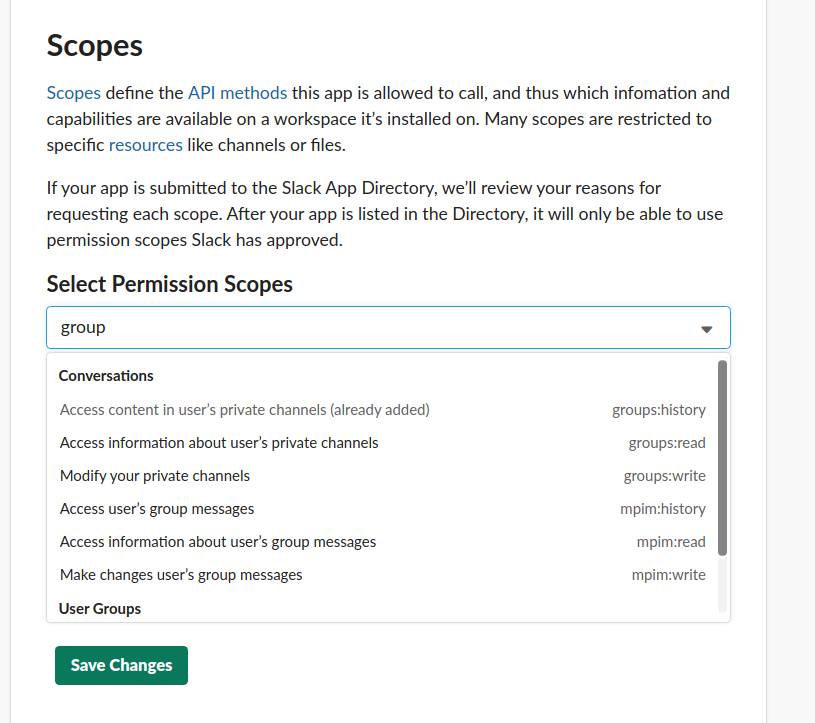 Scopes
Scopes define the API methods this app is allowed to call, and thus which infomation and
capabilities are available on a workspace it's installed on. Many scopes are restricted to
specific resources like channels or files.
If your app is submitted to the Slack App Directory, we'll review your reasons for
requesting each scope. After your app is listed in the Directory, it will only be able to use
permission scopes Slack has approved.
Select Permission Scopes
group
Conversations
Access content in user's private channels (already added) groups:history
Access information about user's private channels groups:read
Modify your private channels groups:write
Access user's group messages mpim:history
Access information about user's group messages mpim:read
Make changes user's group messages mpim:write
User Groups
Save Changes